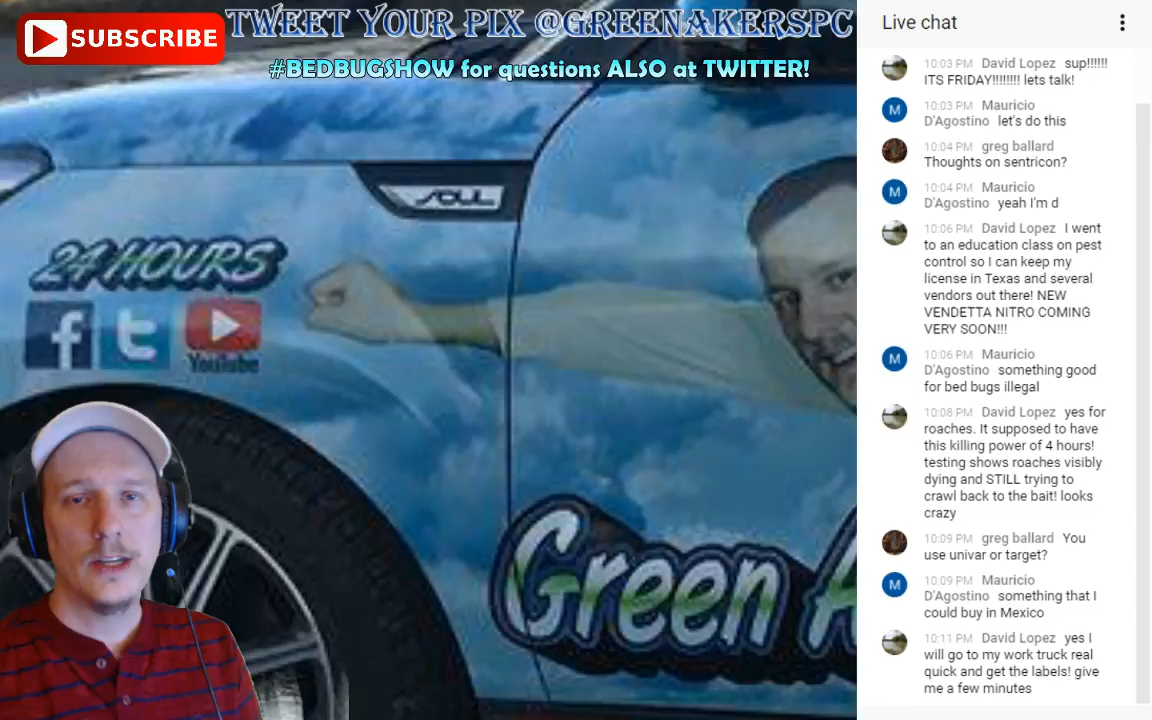 SUBSCRIBE
TWEET YOUR PIX @GREENAKERSPC
#BEDBUGSHOW for questions ALSO at TWITTER!
SOUL
24 HOURS
f t YouTube
Green A
Live chat
10:03 PM David Lopez sup!!!!!!
ITS FRIDAY!!!!!!!! lets talk!
M 10:03 PM Mauricio
D'Agostino let's do this
10:04 PM greg ballard
Thoughts on sentricon?
M 10:04 PM Mauricio
D'Agostino yeah I'm d
10:06 PM David Lopez I went
to an education class on pest
control so I can keep my
license in Texas and several
vendors out there! NEW
VENDETTA NITRO COMING
VERY SOON!!!
M 10:06 PM Mauricio
D'Agostino something good
for bed bugs illegal
10:08 PM David Lopez yes for
roaches. It supposed to have
this killing power of 4 hours!
testing shows roaches visibly
dying and STILL trying to
crawl back to the bait! looks
crazy
10:09 PM greg ballard You
use univar or target?
M 10:09 PM Mauricio
D'Agostino something that I
could buy in Mexico
10:11 PM David Lopez yes I
will go to my work truck real
quick and get the labels! give
me a few minutes